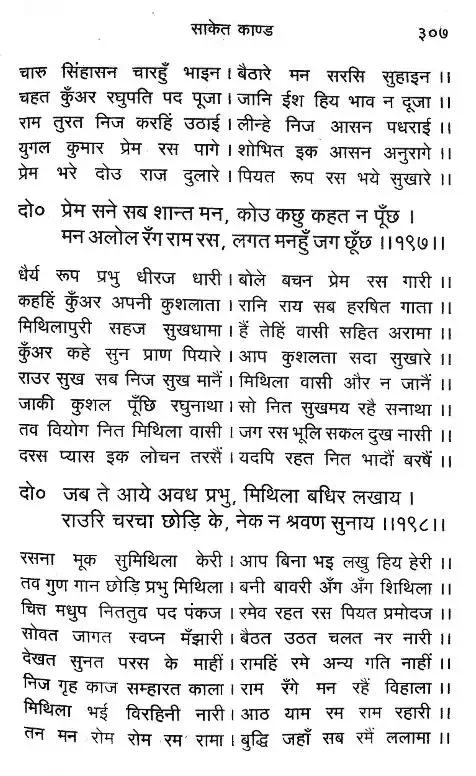 साकेत काण्ड ३०७
चारु सिंहासन चारहुँ भाइन । बैठारे मन सरसि सुहाइन ।।
चहत कुँअर रघुपति पद पूजा । जानि ईश हिय भाव न दूजा ।।
राम तुरत निज करहिं उठाई । लीन्हे निज आसन पधराई ।।
युगल कुमार प्रेम रस पागे । शोभित इक आसन अनुरागे ।।
प्रेम भरे दोउ राज दुलारे । पियत रूप रस भये सुखारे ।।
दो० प्रेम सने सब शान्त मन, कोउ कछु कहत न पूँछ ।
मन अलोल रँग राम रस, लगत मनहुँ जग छूँछ ।।१९७।।
धैर्य रूप प्रभु धीरज धारी । बोले बचन प्रेम रस गारी ।।
कहहिं कुँअर अपनी कुशलाता । रानि राय सब हरषित गाता ।।
मिथिलापुरी सहज सुखधामा । हैं तेहिं वासी सहित अरामा ।।
कुँअर कहे सुन प्राण पियारे । आप कुशलता सदा सुखारे ।।
राउर सुख सब निज सुख मानैं । मिथिला वासी और न जानैं ।।
जाकी कुशल पूँछि रघुनाथा । सो नित सुखमय रहै सनाथा ।।
तव वियोग नित मिथिला वासी । जग रस भूलि सकल दुख नासी ।।
दरस प्यास इक लोचन तरसैं । यदपि रहत नित भादौं बरषैं ।।
दो० जब ते आये अवध प्रभु, मिथिला बधिर लखाय ।
राउरि चरचा छोड़ि के, नेक न श्रवण सुनाय ।।१९८।।
रसना मूक सुमिथिला केरी । आप बिना भइ लखु हिय हेरी ।।
तव गुण गान छोड़ि प्रभु मिथिला । बनी बावरी अँग अँग शिथिला ।।
चित्त मधुप निततुव पद पंकज । रमेव रहत रस पियत प्रमोदज ।।
सोवत जागत स्वप्न मँझारी । बैठत उठत चलत नर नारी ।।
देखत सुनत परस के माहीं । रामहिं रमे अन्य गति नाहीं ।।
निज गृह काज सम्हारत काला । राम रँगे मन रहैं विहाला ।।
मिथिला भई विरहिनी नारी । आठ याम रम राम रहारी ।।
तन मन रोम रोम रम रामा । बुद्धि जहाँ सब रमैं ललामा ।।